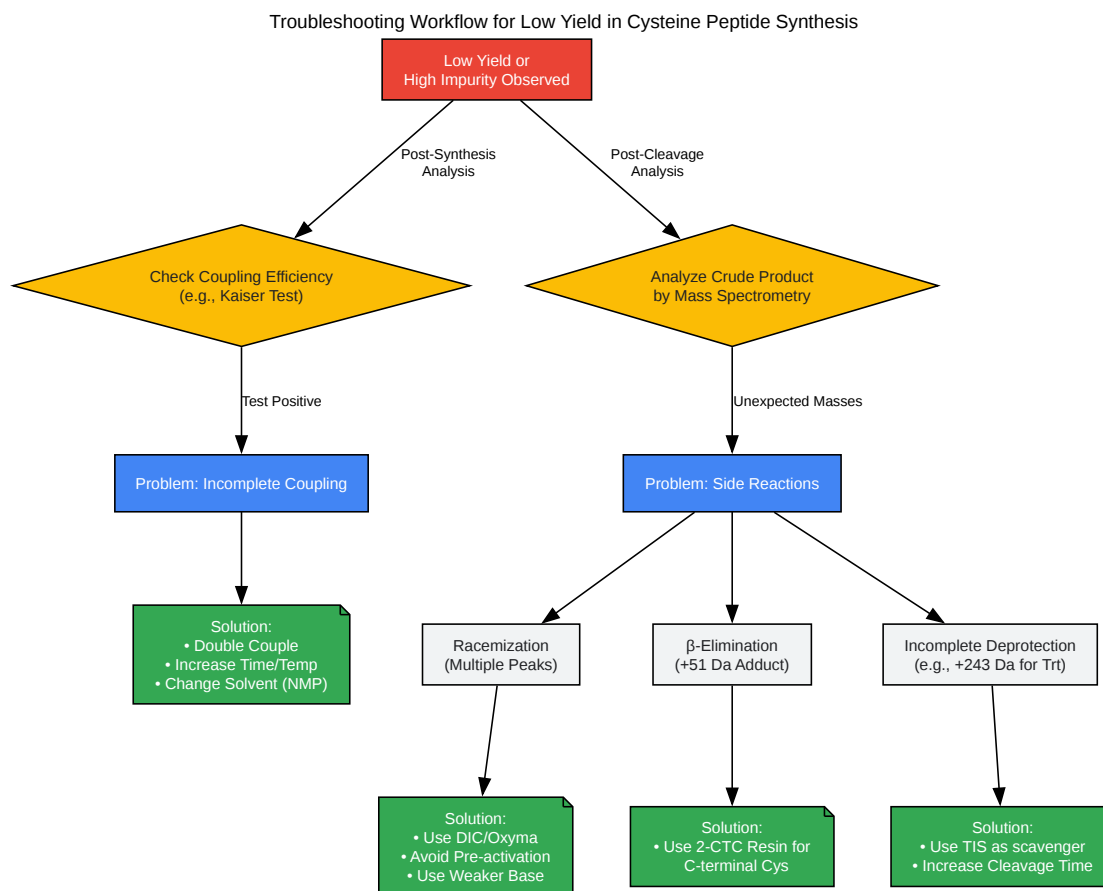 Troubleshooting Workflow for Low Yield in Cysteine Peptide Synthesis
Low Yield or
High Impurity Observed
Post-Synthesis
Analysis
Post-Cleavage
Analysis
Check Coupling Efficiency
(e.g., Kaiser Test)
Analyze Crude Product
by Mass Spectrometry
Test Positive
Unexpected Masses
Problem: Incomplete Coupling
Problem: Side Reactions
Solution:
• Double Couple
• Increase Time/Temp
• Change Solvent (NMP)
Racemization
(Multiple Peaks)
β-Elimination
(+51 Da Adduct)
Incomplete Deprotection
(e.g., +243 Da for Trt)
Solution:
• Use DIC/Oxyma
• Avoid Pre-activation
• Use Weaker Base
Solution:
• Use 2-CTC Resin for
C-terminal Cys
Solution:
• Use TIS as scavenger
• Increase Cleavage Time